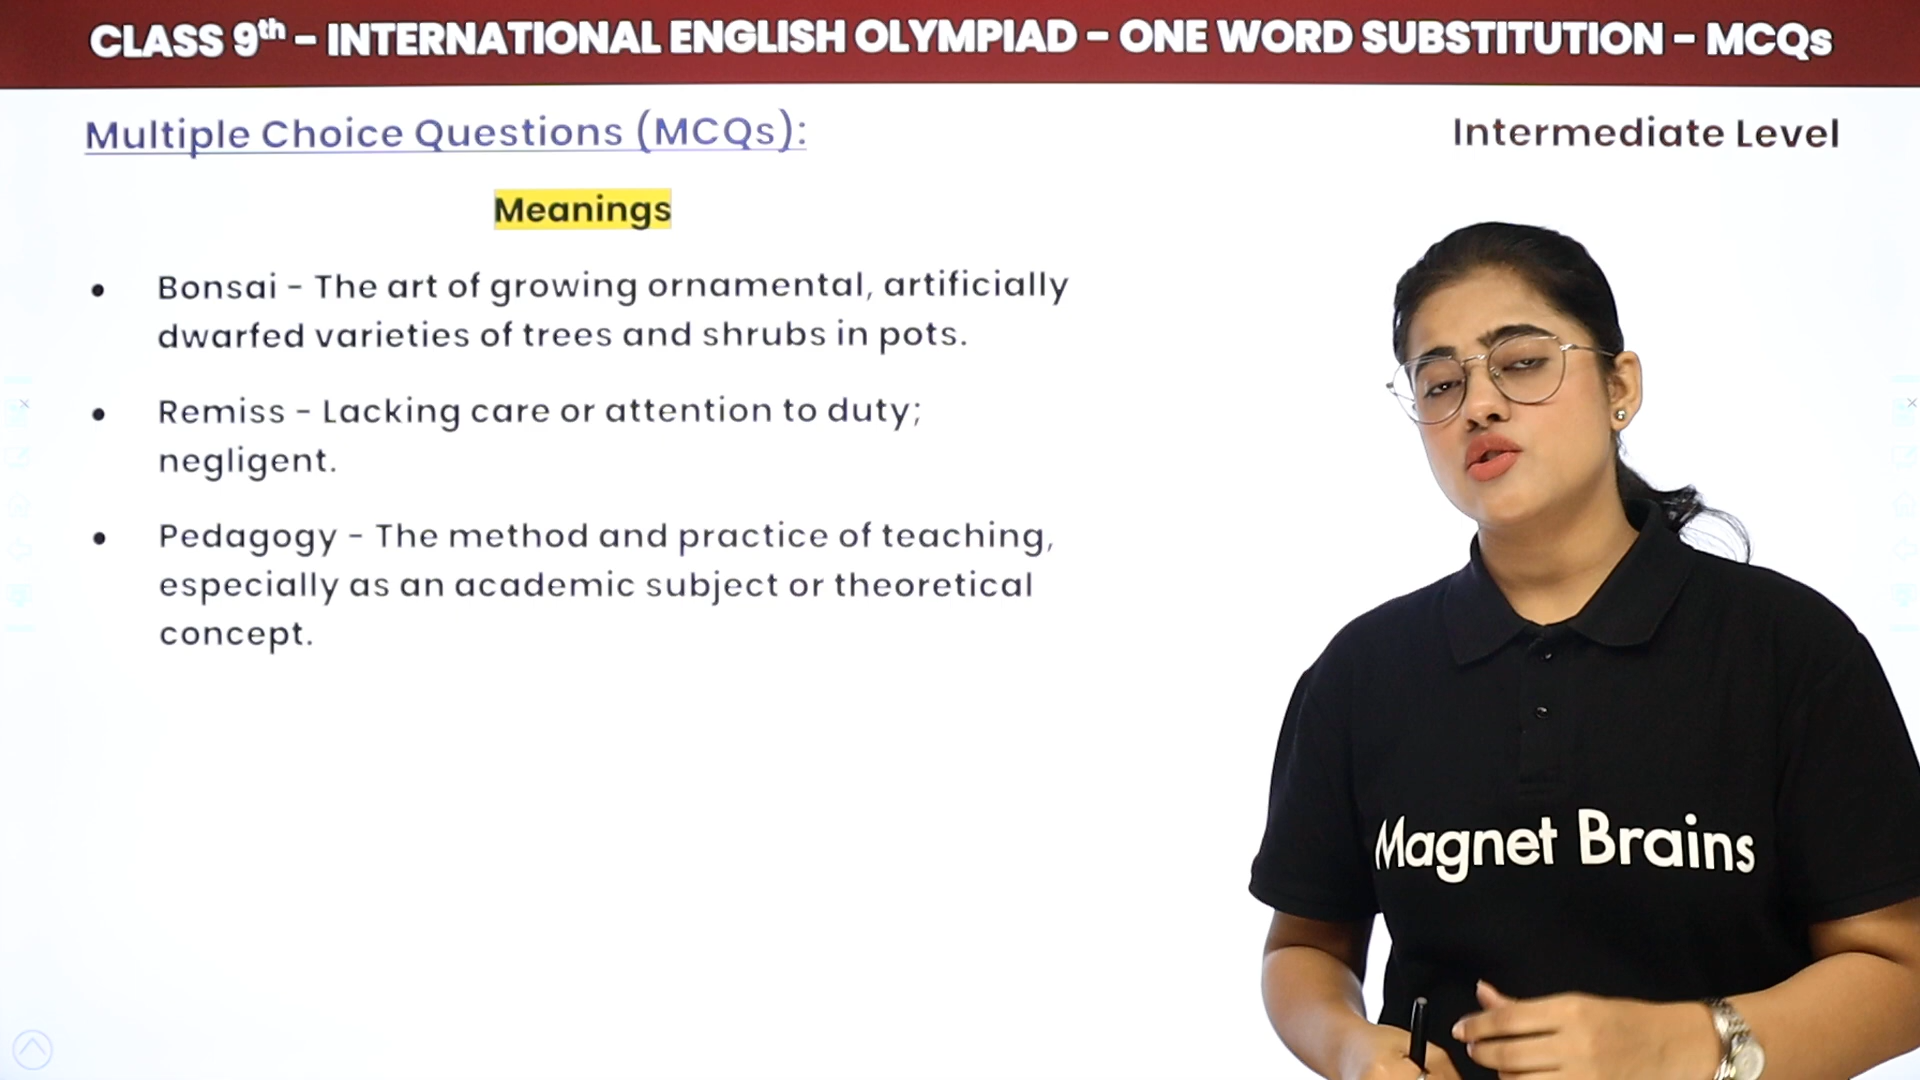 CLASS 9th – INTERNATIONAL ENGLISH OLYMPIAD – ONE WORD SUBSTITUTION – MCQs
Multiple Choice Questions (MCQs):
Intermediate Level
Meanings
• Bonsai – The art of growing ornamental, artificially
dwarfed varieties of trees and shrubs in pots.
• Remiss – Lacking care or attention to duty;
negligent.
• Pedagogy – The method and practice of teaching,
especially as an academic subject or theoretical
concept.
Magnet Brains